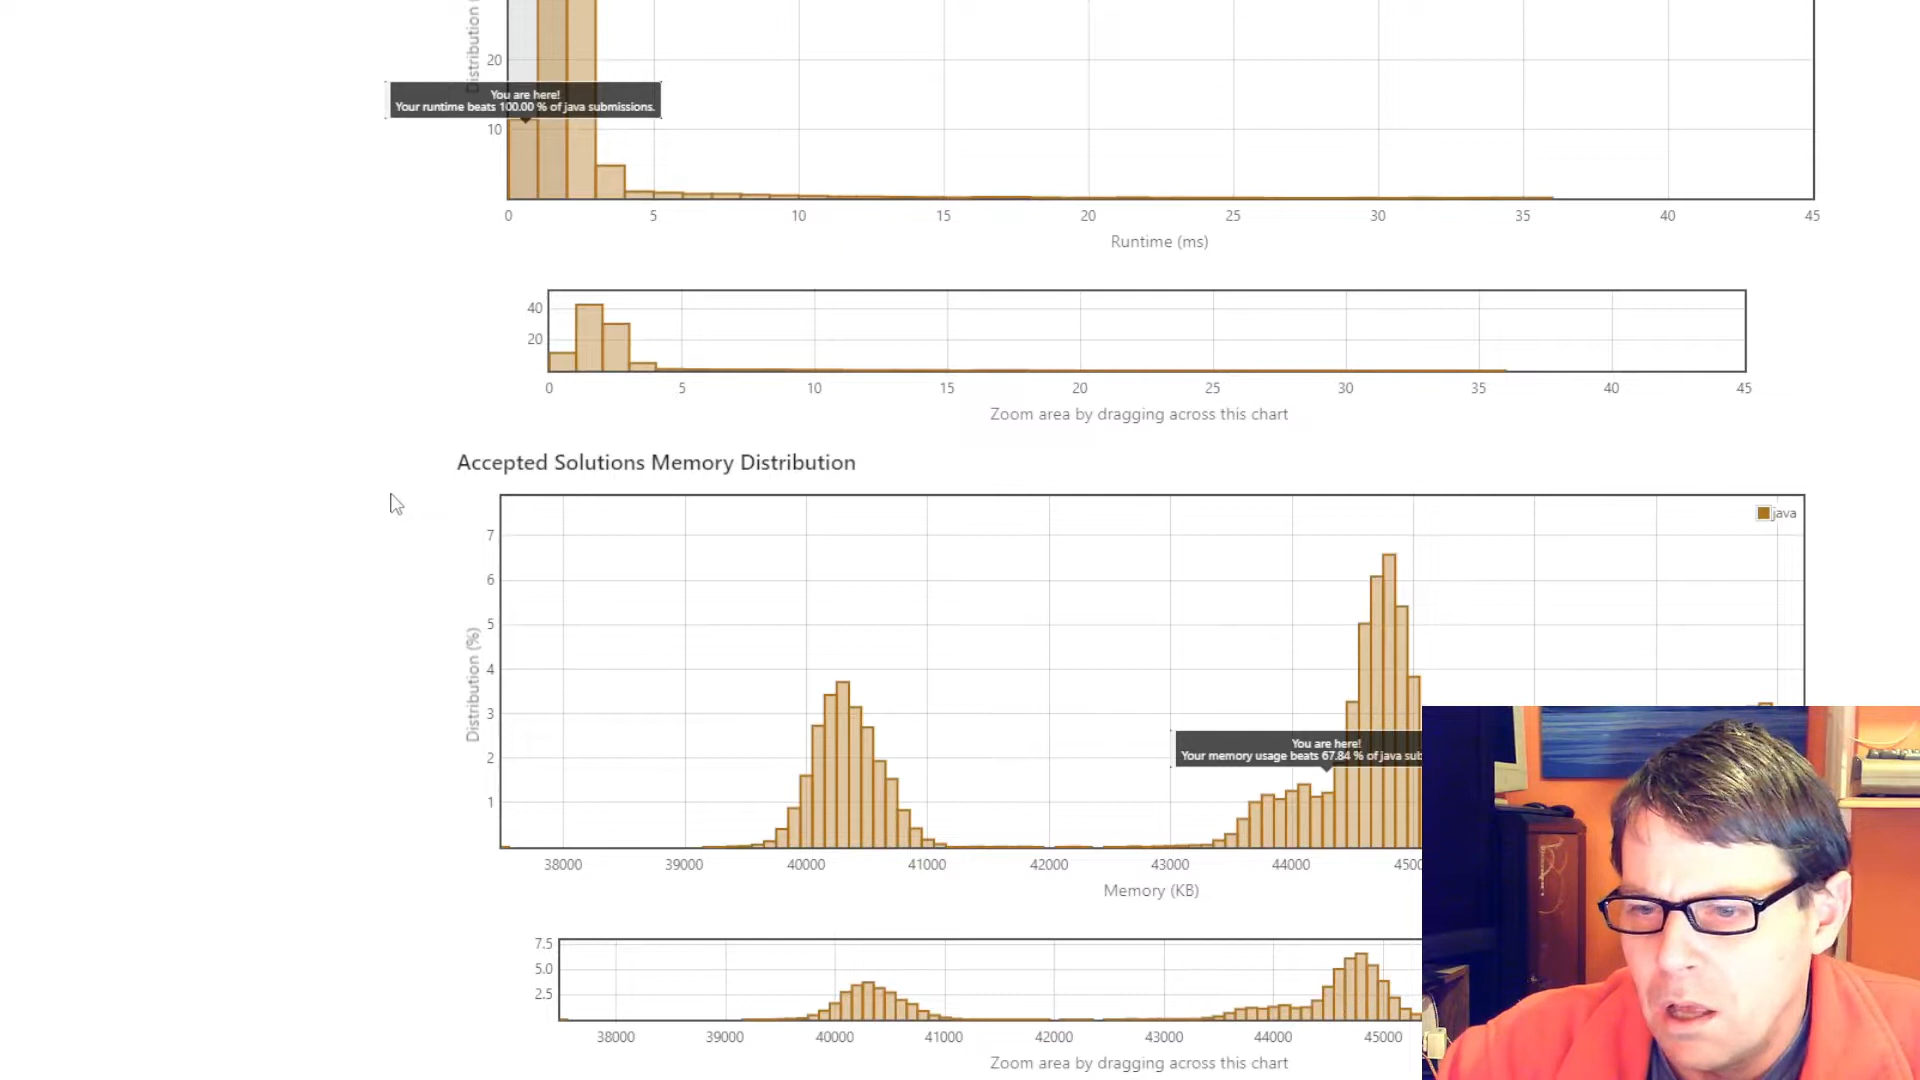 Distribution
20
You are here!
Your runtime beats 100.00 % of java submissions.
10
0 5 10 15 20 25 30 35 40 45
Runtime (ms)
40
20
0 5 10 15 20 25 30 35 40 45
Zoom area by dragging across this chart
Accepted Solutions Memory Distribution
java
7
6
5
4
3
2
1
Distribution (%)
You are here!
Your memory usage beats 67.84 % of java sub
38000 39000 40000 41000 42000 43000 44000 4500
Memory (KB)
7.5
5.0
2.5
38000 39000 40000 41000 42000 43000 44000 45000
Zoom area by dragging across this chart